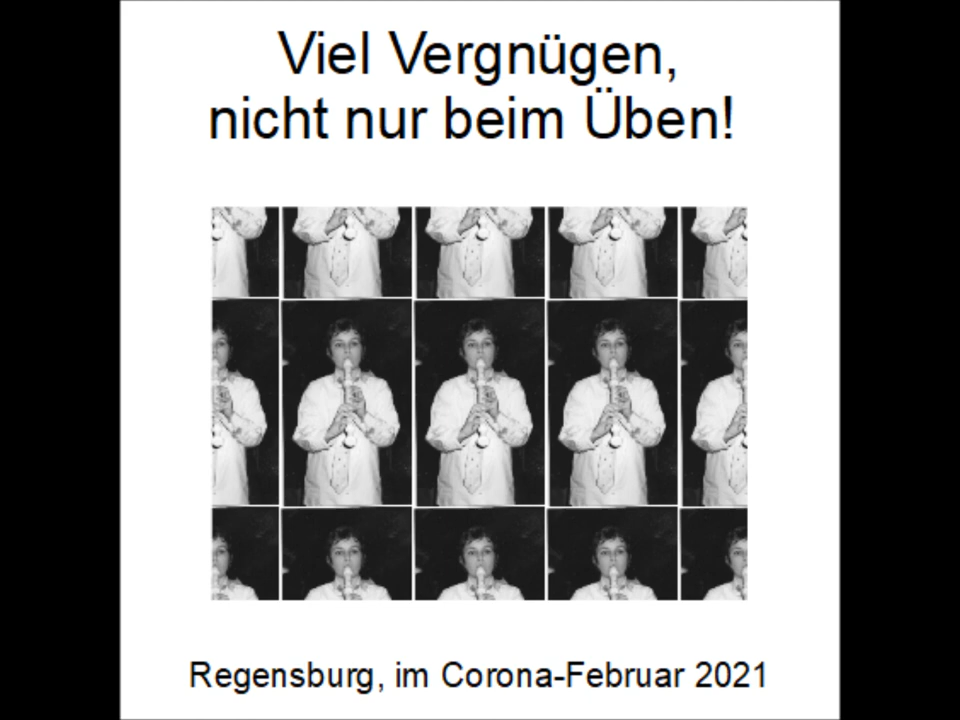 Viel Vergnügen,
nicht nur beim Üben!
Regensburg, im Corona-Februar 2021